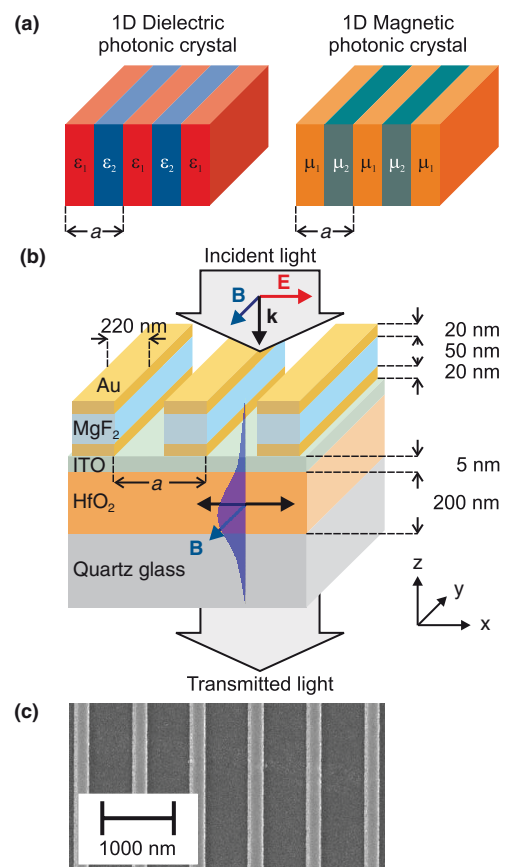 (a)
1D Dielectric
photonic crystal
1D Magnetic
photonic crystal
ε₁ ε₂ ε₁ ε₂ ε₁
μ₁ μ₂ μ₁ μ₂ μ₁
a
a
(b)
Incident light
E
B
k
220 nm
20 nm
50 nm
20 nm
Au
MgF₂
ITO
5 nm
a
HfO₂
200 nm
B
Quartz glass
z
y
x
Transmitted light
(c)
1000 nm